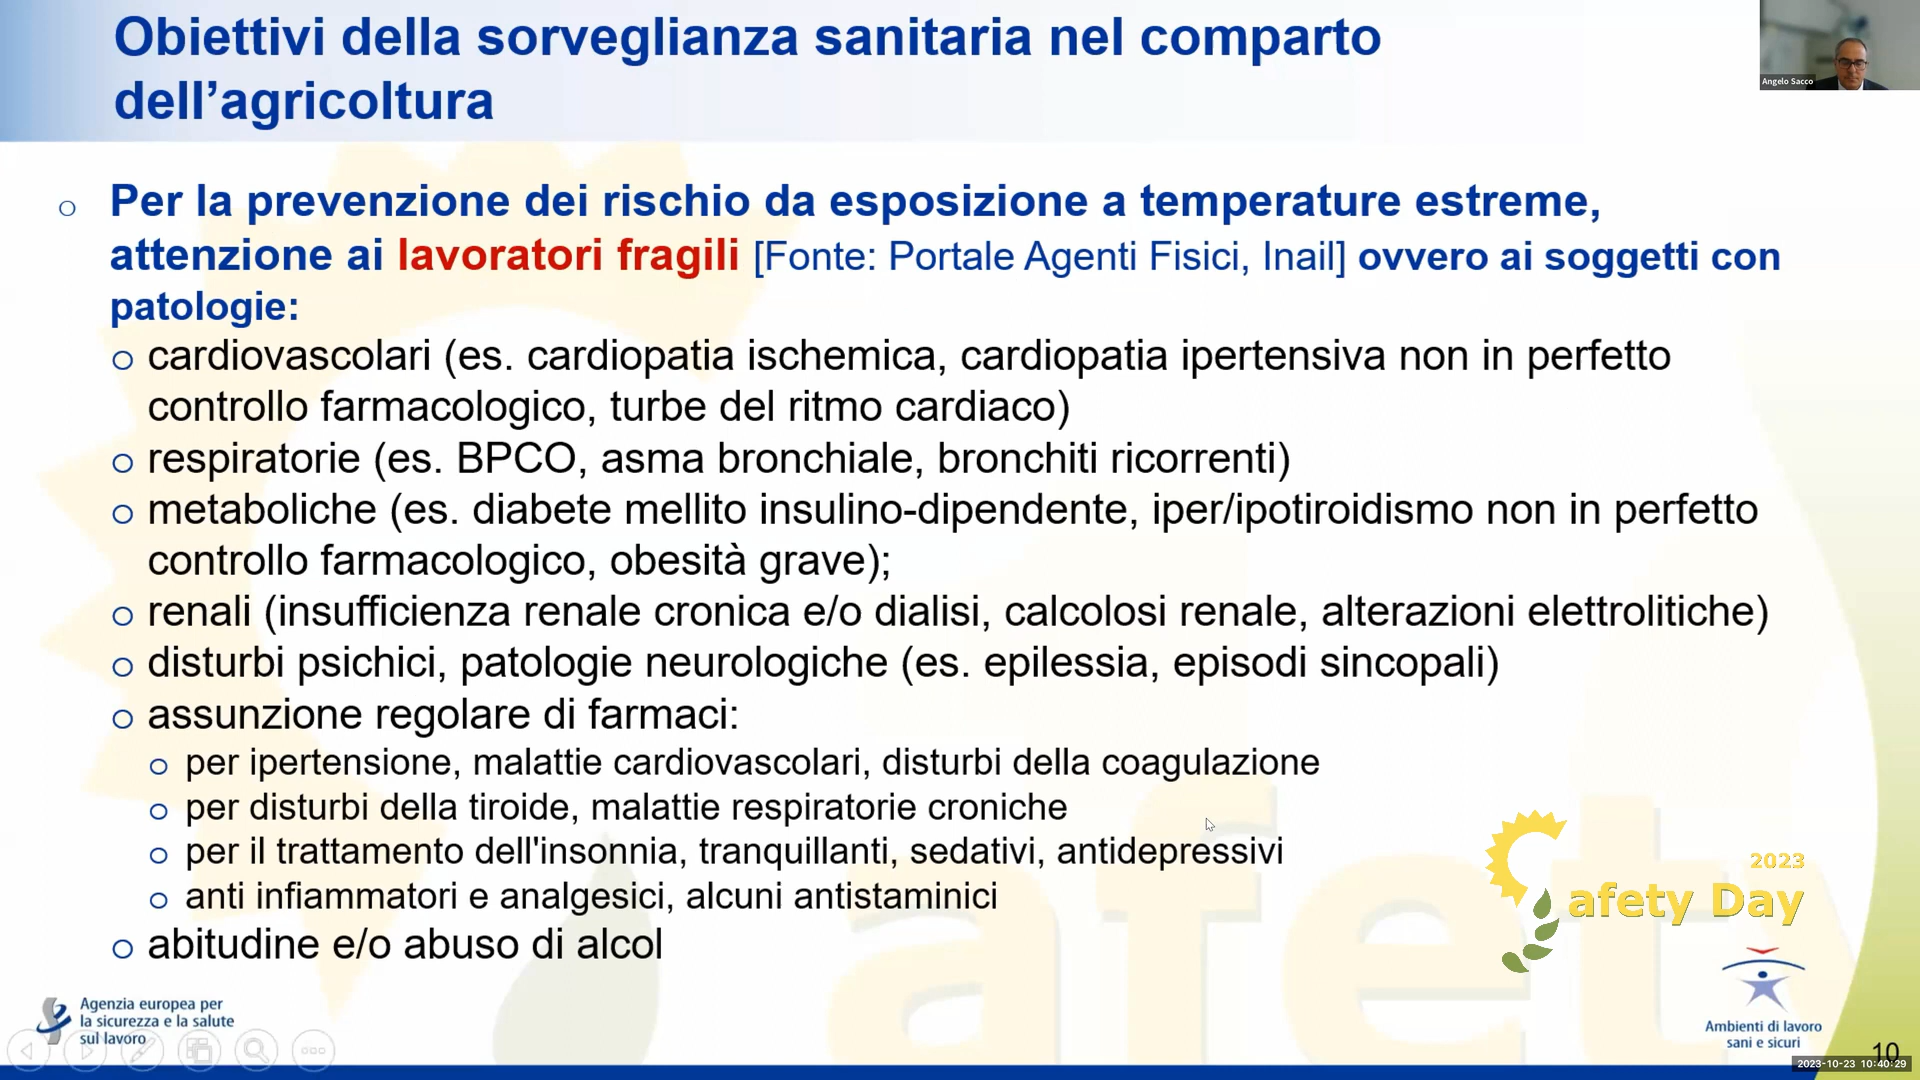 Obiettivi della sorveglianza sanitaria nel comparto
dell’agricoltura
Angelo Sacco
Per la prevenzione dei rischio da esposizione a temperature estreme,
attenzione ai lavoratori fragili [Fonte: Portale Agenti Fisici, Inail] ovvero ai soggetti con
patologie:
cardiovascolari (es. cardiopatia ischemica, cardiopatia ipertensiva non in perfetto
controllo farmacologico, turbe del ritmo cardiaco)
respiratorie (es. BPCO, asma bronchiale, bronchiti ricorrenti)
metaboliche (es. diabete mellito insulino-dipendente, iper/ipotiroidismo non in perfetto
controllo farmacologico, obesità grave);
renali (insufficienza renale cronica e/o dialisi, calcolosi renale, alterazioni elettrolitiche)
disturbi psichici, patologie neurologiche (es. epilessia, episodi sincopali)
assunzione regolare di farmaci:
per ipertensione, malattie cardiovascolari, disturbi della coagulazione
per disturbi della tiroide, malattie respiratorie croniche
per il trattamento dell'insonnia, tranquillanti, sedativi, antidepressivi
anti infiammatori e analgesici, alcuni antistaminici
abitudine e/o abuso di alcol
2023
afety Day
afety
Agenzia europea per
la sicurezza e la salute
sul lavoro
Ambienti di lavoro
sani e sicuri
10
2023-10-23 10:40:29